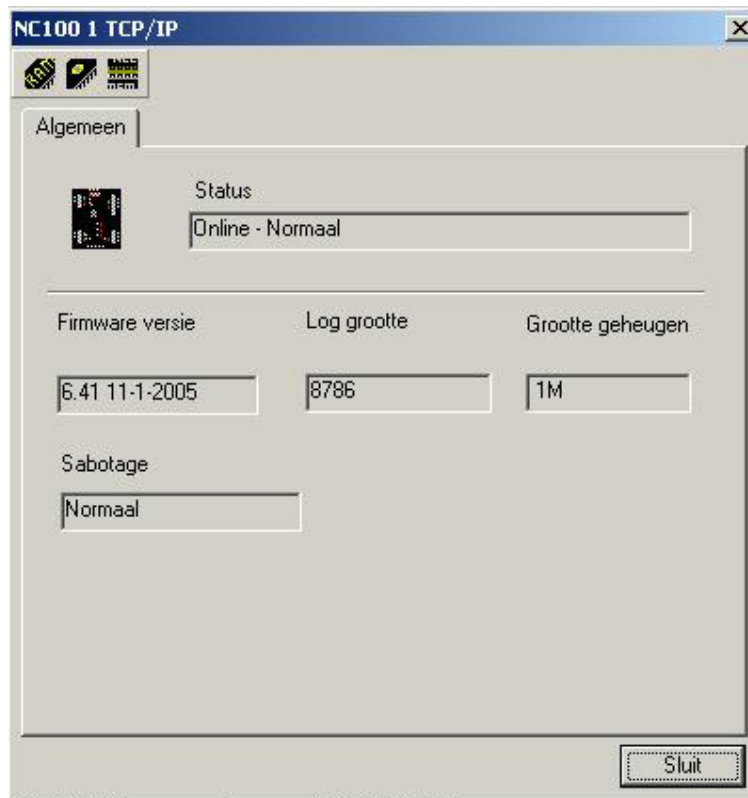 NC100 1 TCP/IP
RAM
Algemeen
Status
Online - Normaal
Firmware versie
Log grootte
Grootte geheugen
6.41 11-1-2005
8786
1M
Sabotage
Normaal
Sluit